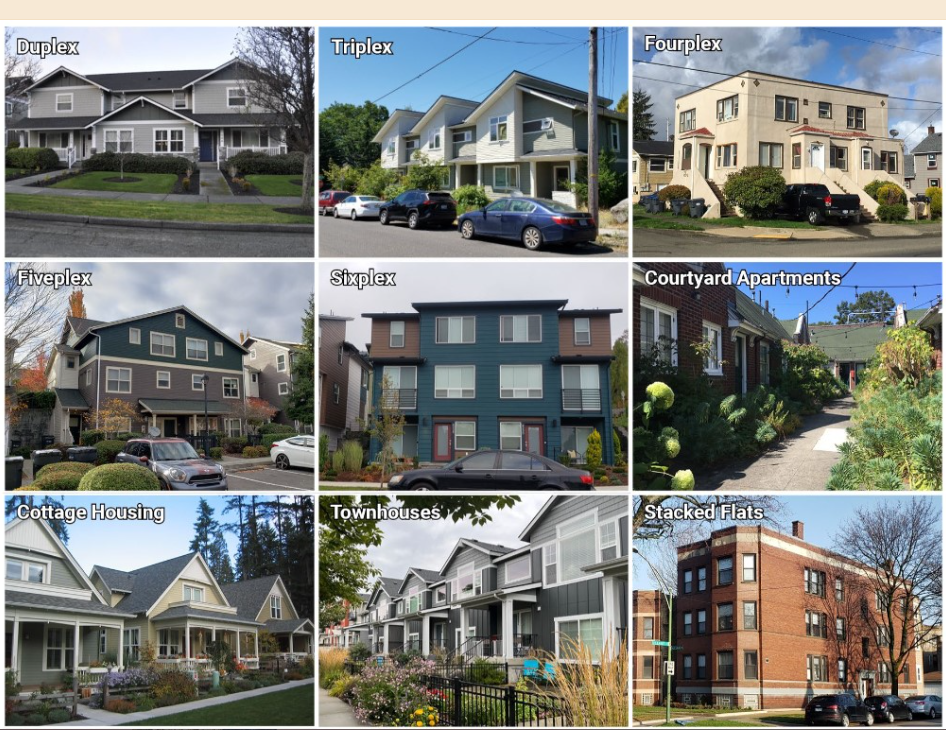 Duplex
Triplex
Fourplex
Fiveplex
Sixplex
Courtyard Apartments
Cottage Housing
Townhouses
Stacked Flats